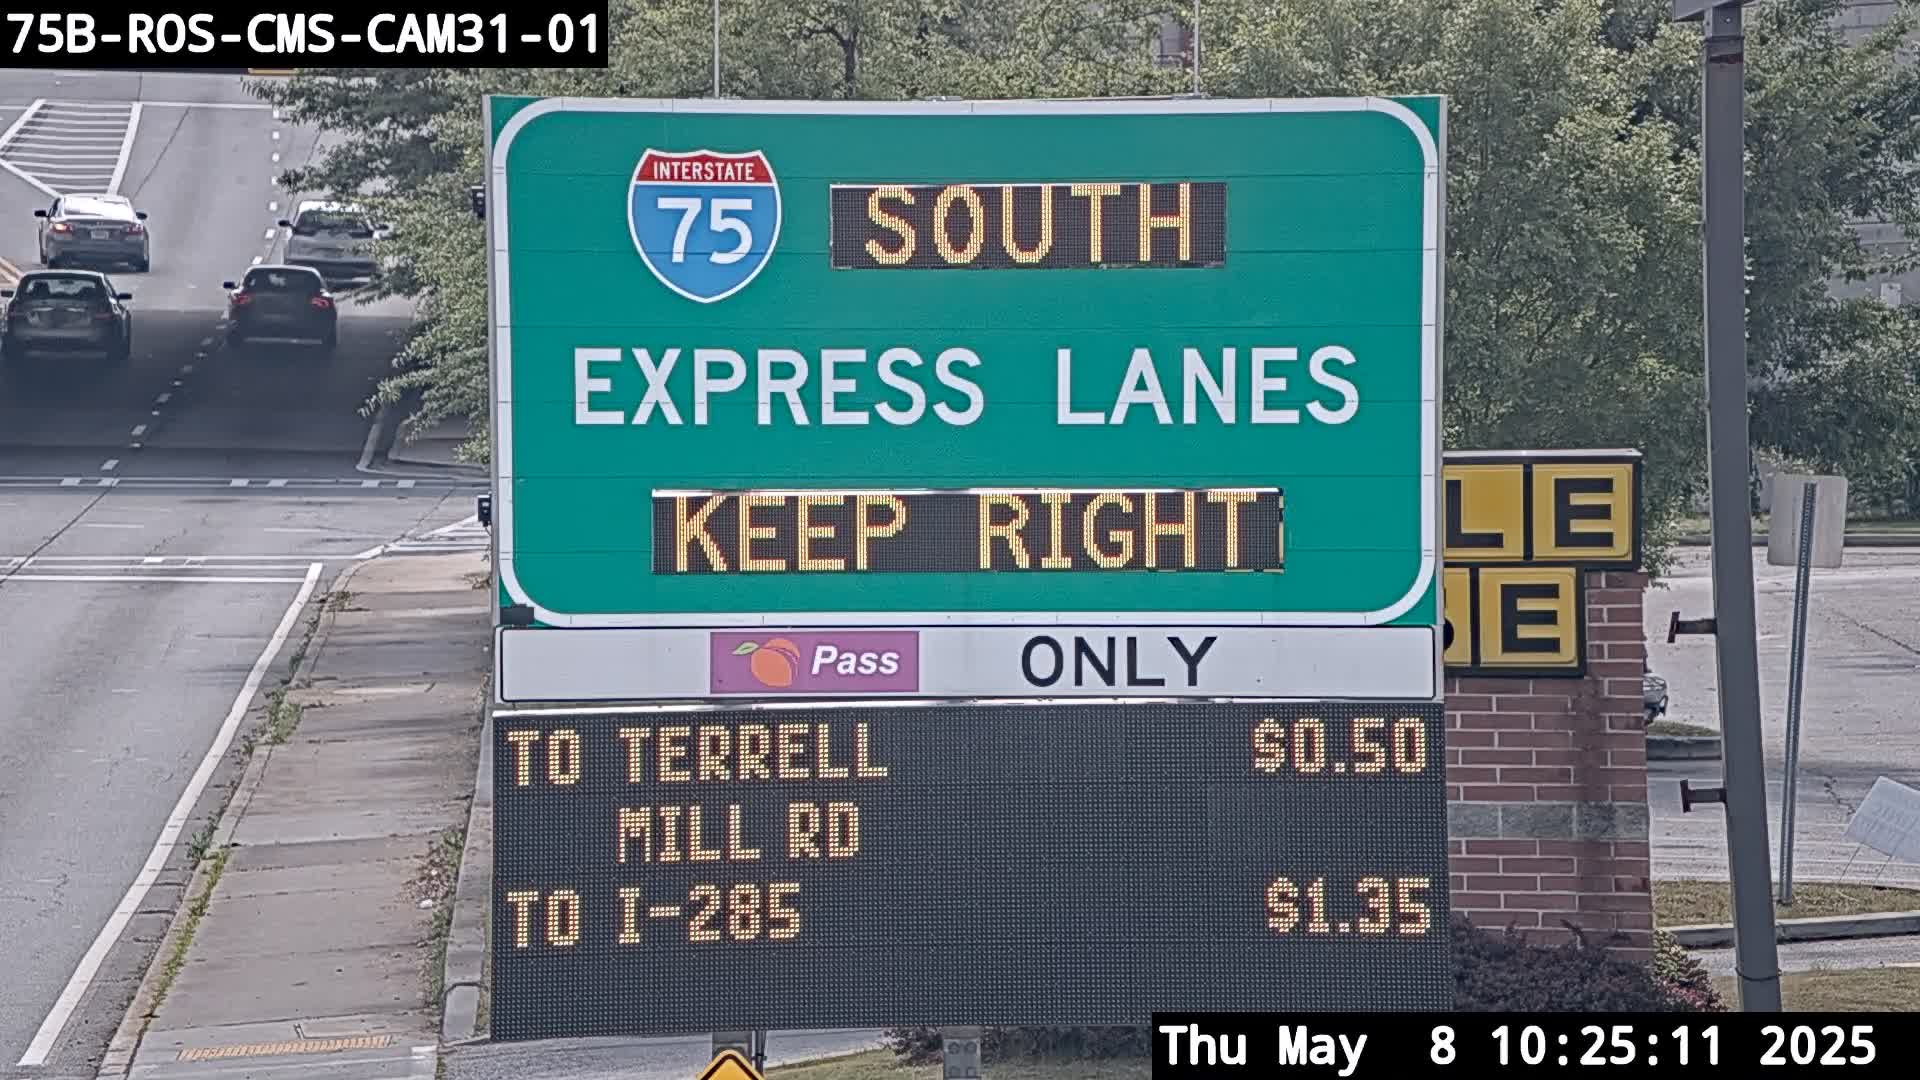 75B-ROS-CMS-CAM31-01
INTERSTATE
75
SOUTH
EXPRESS LANES
KEEP RIGHT
LE
E
Pass ONLY
TO TERRELL $0.50
MILL RD
TO I-285 $1.35
Thu May 8 10:25:11 2025